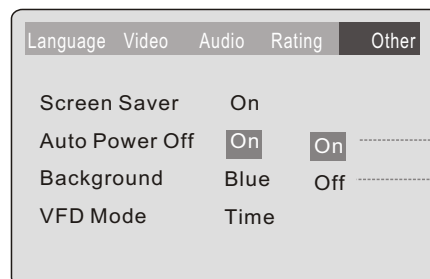 Language Video Audio Rating Other
Screen Saver On
Auto Power Off On On
Background Blue Off
VFD Mode Time